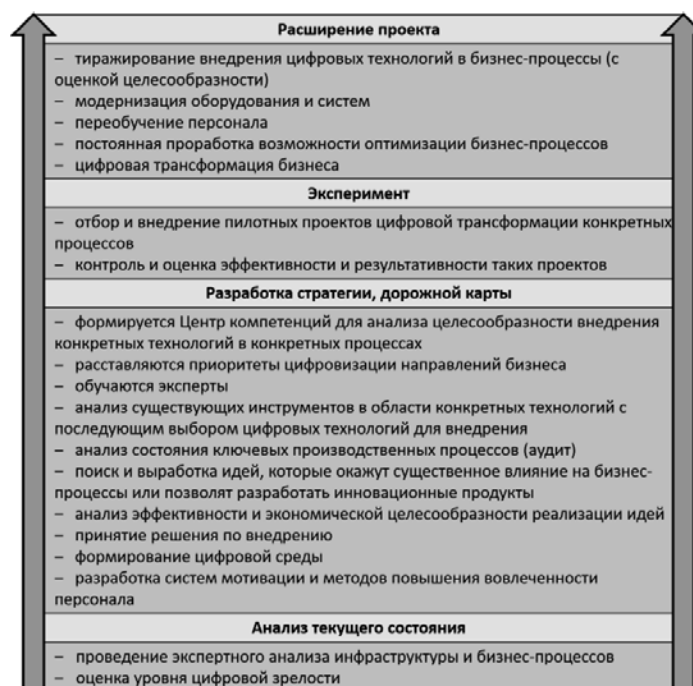 Расширение проекта
– тиражирование внедрения цифровых технологий в бизнес-процессы (с
оценкой целесообразности)
– модернизация оборудования и систем
– переобучение персонала
– постоянная проработка возможности оптимизации бизнес-процессов
– цифровая трансформация бизнеса
Эксперимент
– отбор и внедрение пилотных проектов цифровой трансформации конкретных
процессов
– контроль и оценка эффективности и результативности таких проектов
Разработка стратегии, дорожной карты
– формируется Центр компетенций для анализа целесообразности внедрения
конкретных технологий в конкретных процессах
– расставляются приоритеты цифровизации направлений бизнеса
– обучаются эксперты
– анализ существующих инструментов в области конкретных технологий с
последующим выбором цифровых технологий для внедрения
– анализ состояния ключевых производственных процессов (аудит)
– поиск и выработка идей, которые окажут существенное влияние на бизнес-
процессы или позволят разработать инновационные продукты
– анализ эффективности и экономической целесообразности реализации идей
– принятие решения по внедрению
– формирование цифровой среды
– разработка систем мотивации и методов повышения вовлеченности
персонала
Анализ текущего состояния
– проведение экспертного анализа инфраструктуры и бизнес-процессов
– оценка уровня цифровой зрелости